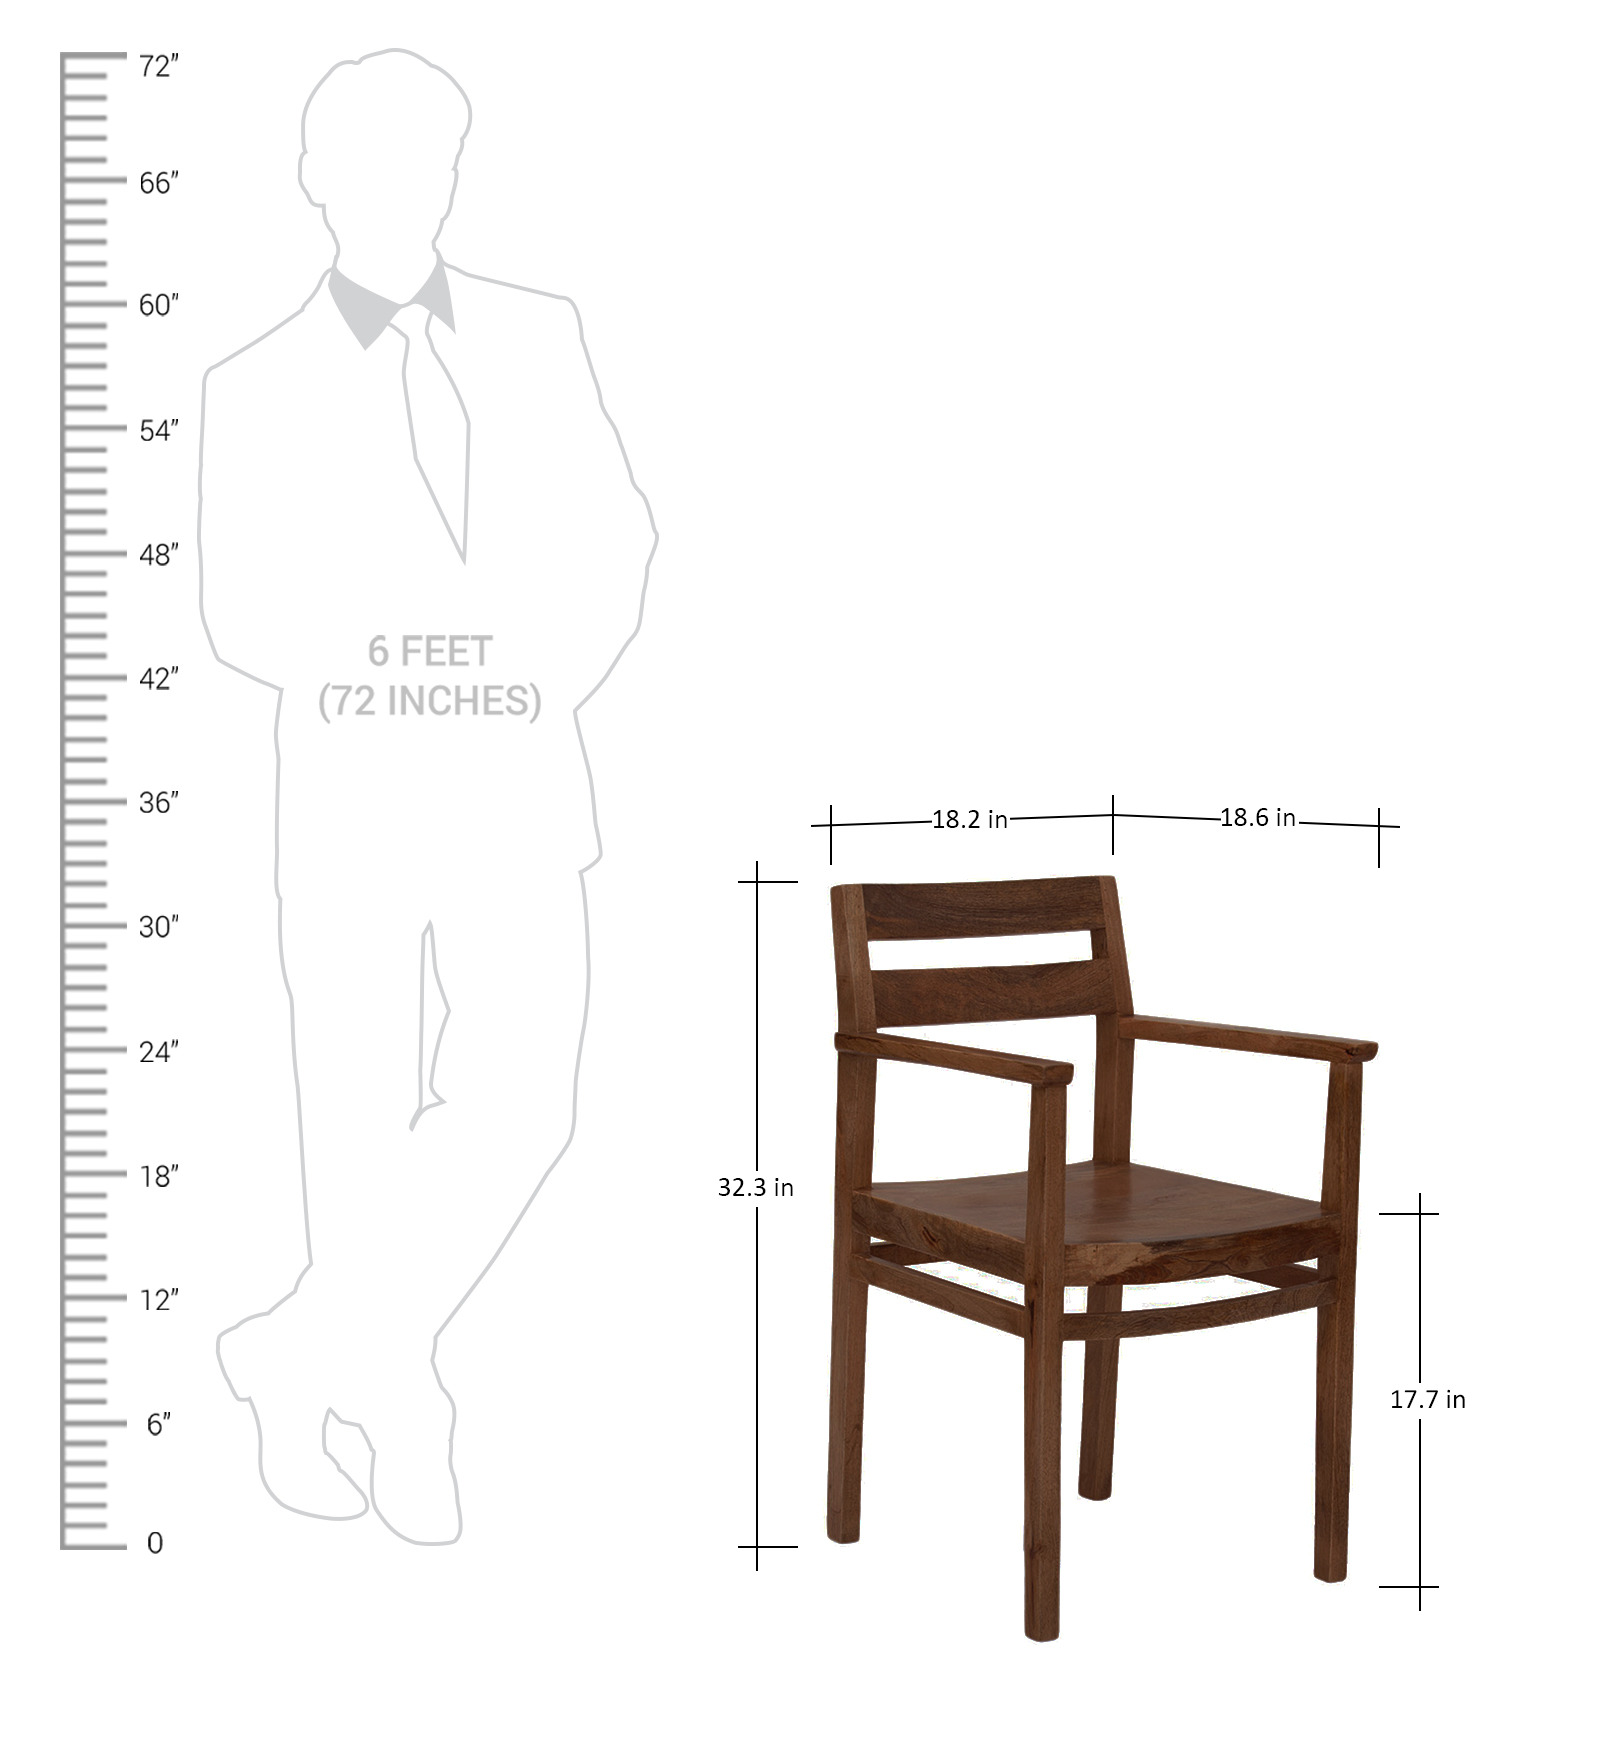 72”
66”
60”
54”
48”
42”
36”
30”
24”
18”
12”
6”
0
6 FEET
(72 INCHES)
18.2 in
18.6 in
32.3 in
17.7 in